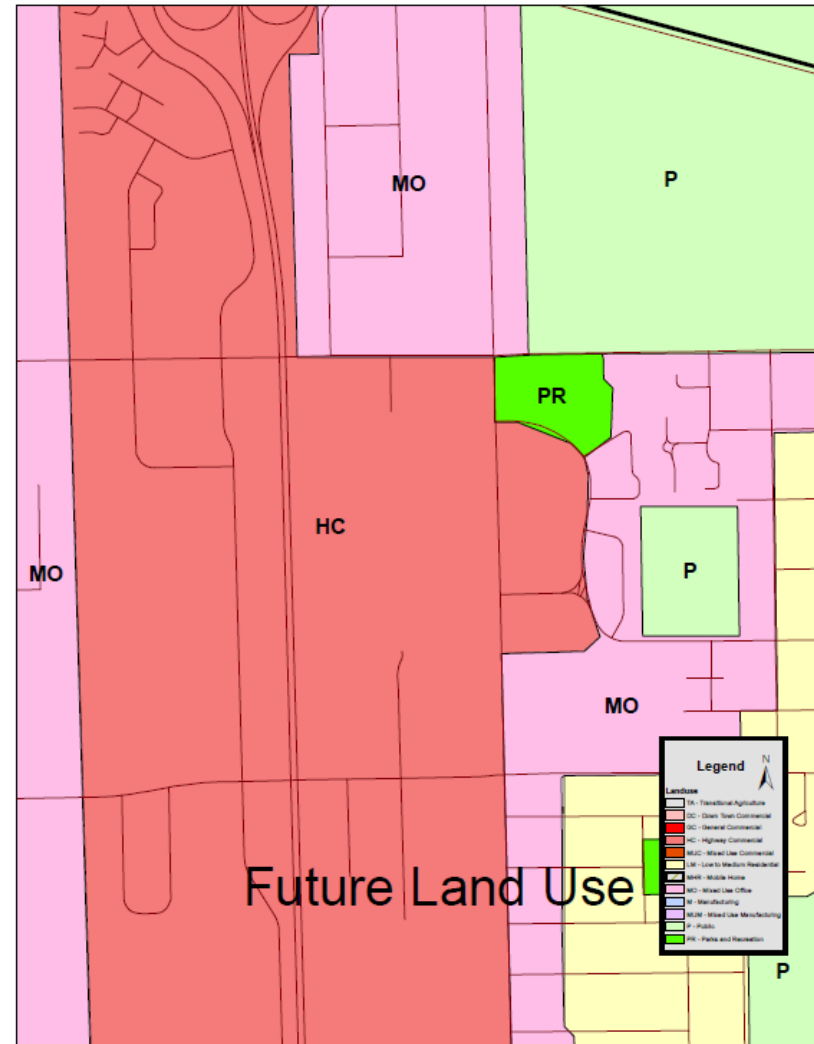 MO
P
PR
HC
MO
P
MO
Legend
N
Landuse
TA - Transitional Agriculture
DC - Down Town Commercial
GC - General Commercial
HC - Highway Commercial
MUC - Mixed Use Commercial
LM - Low to Medium Residential
MHR - Mobile Home
MO - Mixed Use Office
M - Manufacturing
MUM - Mixed Use Manufacturing
P - Public
PR - Parks and Recreation
Future Land Use
P